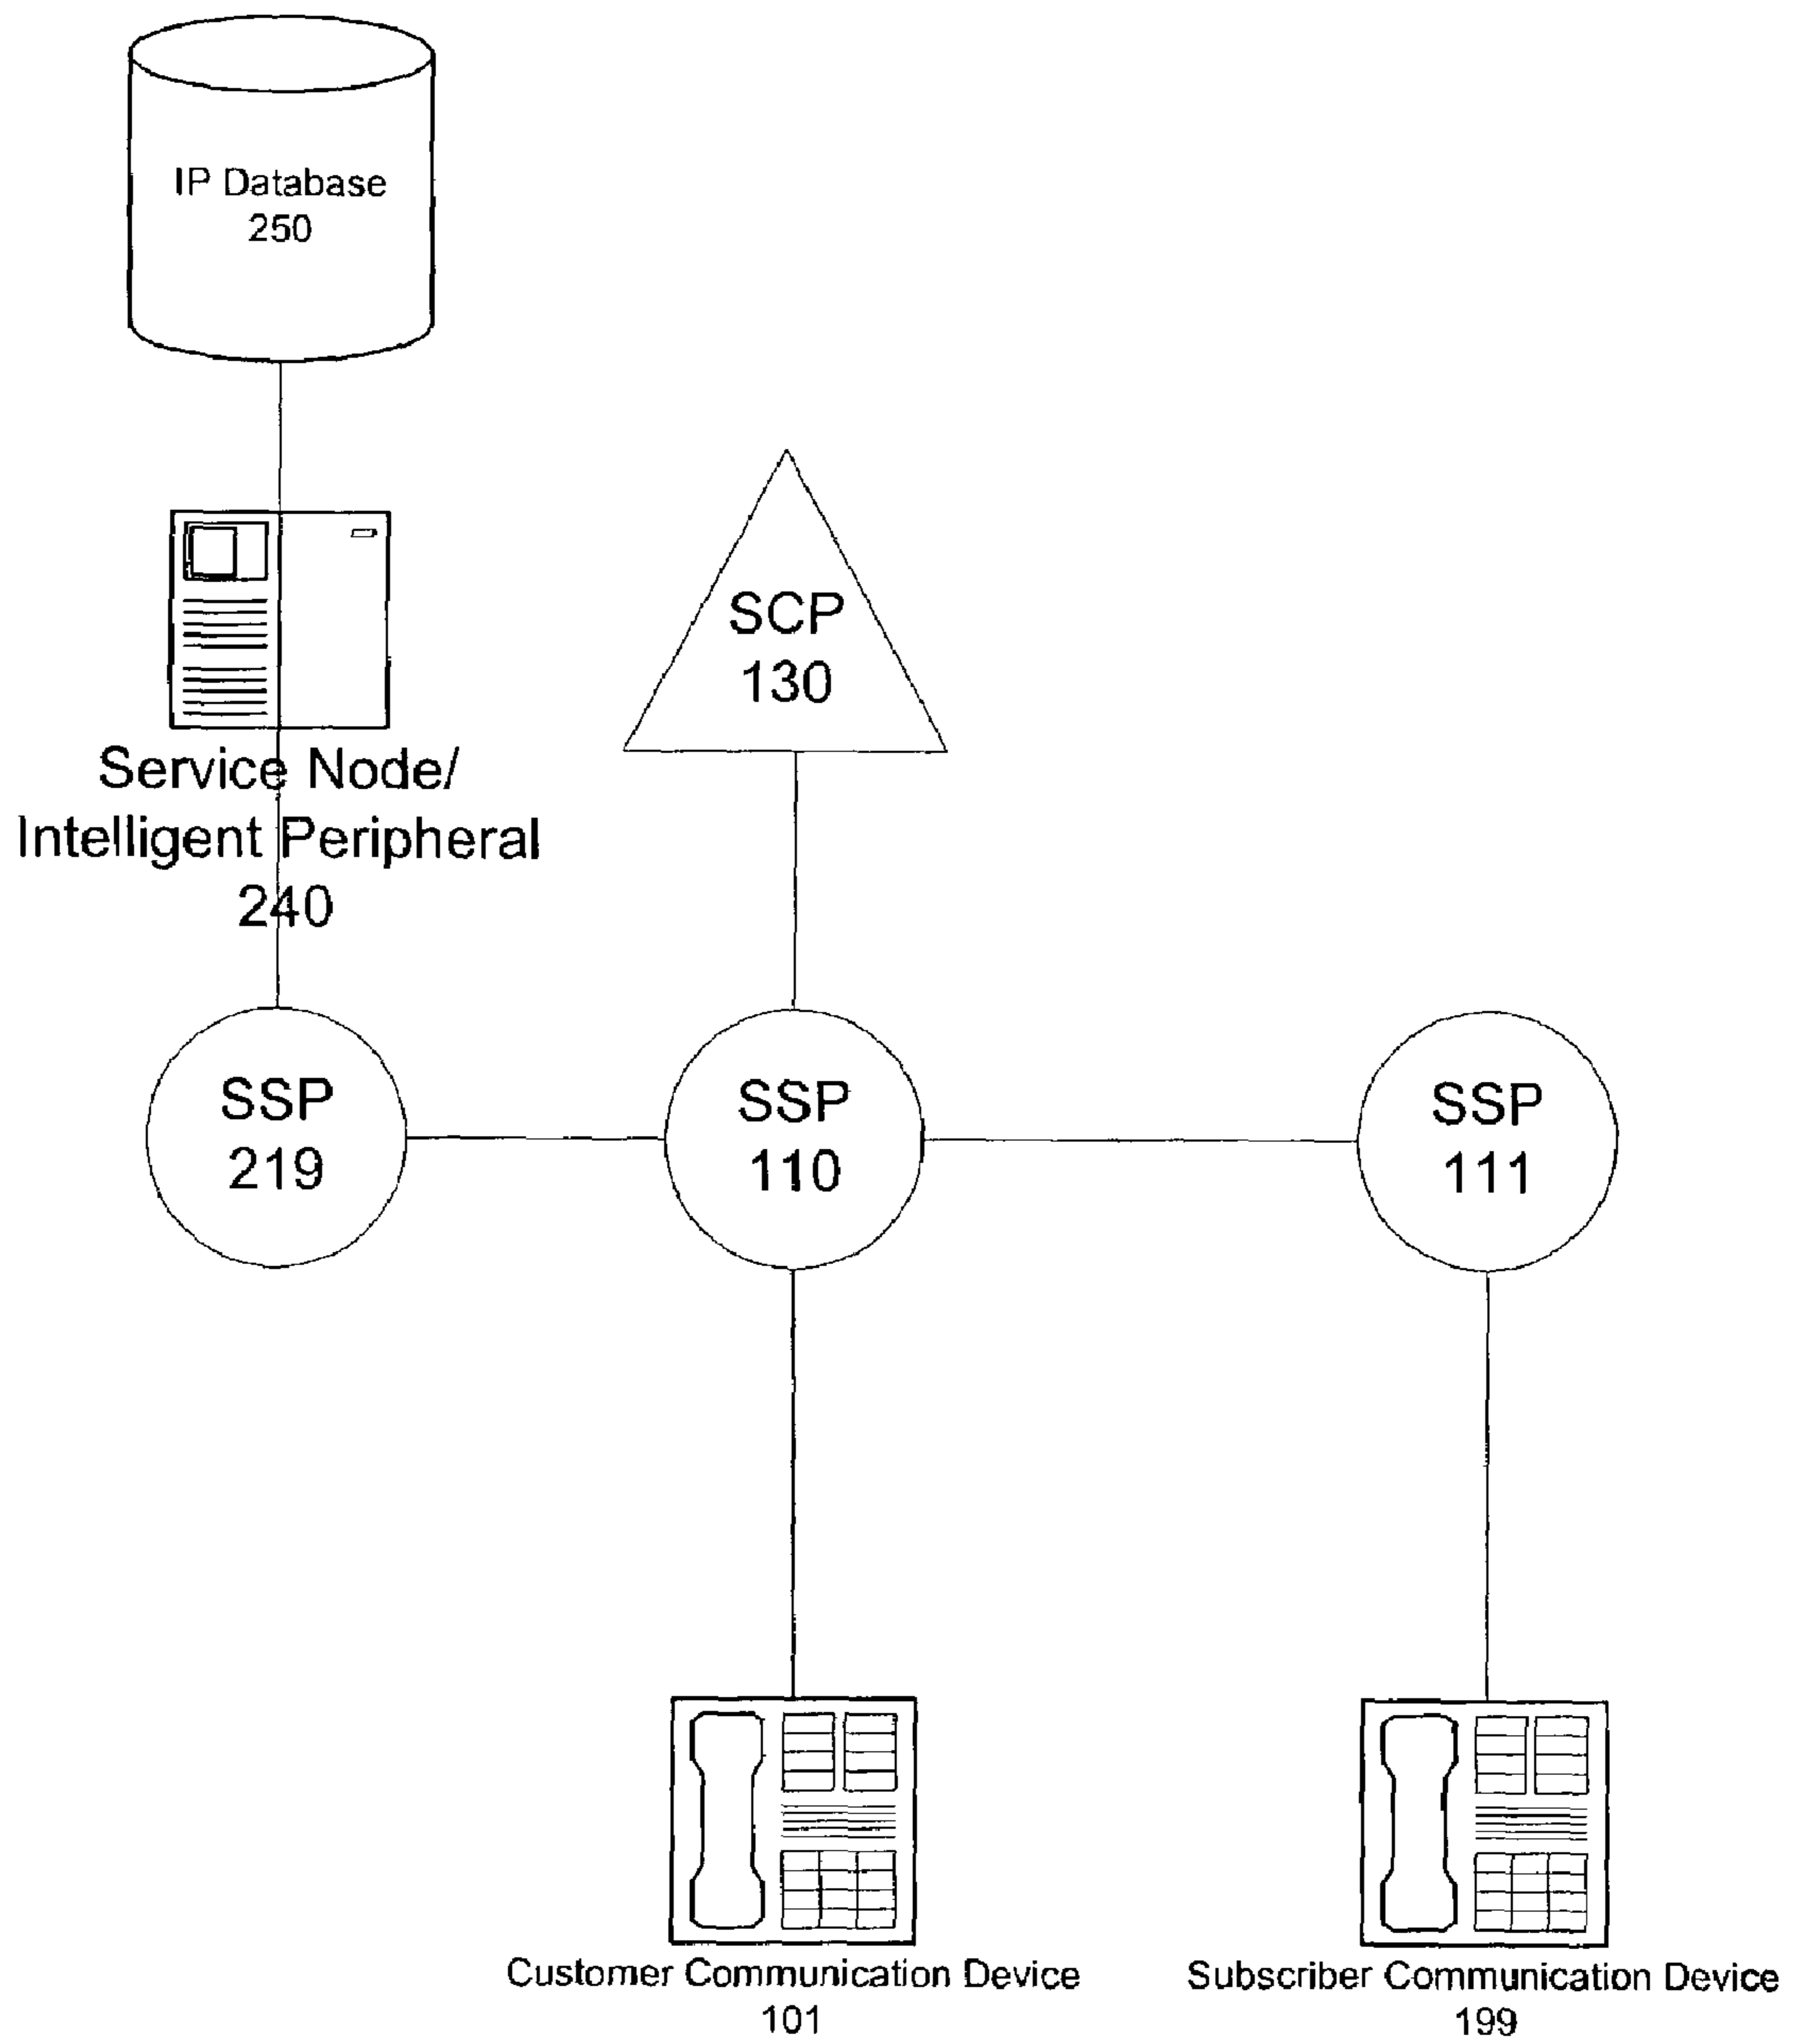 IP Database
250
SCP
130
Service Node/
Intelligent Peripheral
240
SSP
219
SSP
110
SSP
111
Customer Communication Device
101
Subscriber Communication Device
199